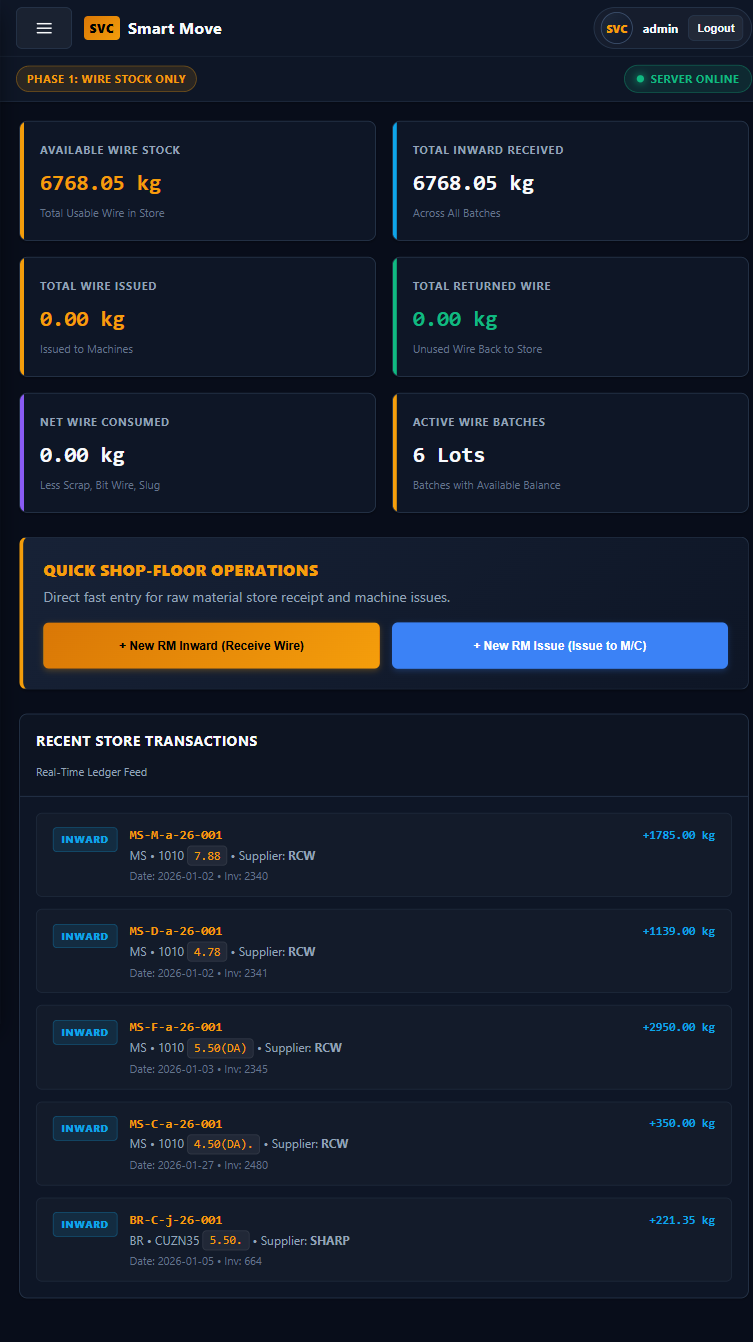 ☰ SVC Smart Move SVC admin Logout
PHASE 1: WIRE STOCK ONLY SERVER ONLINE
AVAILABLE WIRE STOCK
6768.05 kg
Total Usable Wire in Store
TOTAL INWARD RECEIVED
6768.05 kg
Across All Batches
TOTAL WIRE ISSUED
0.00 kg
Issued to Machines
TOTAL RETURNED WIRE
0.00 kg
Unused Wire Back to Store
NET WIRE CONSUMED
0.00 kg
Less Scrap, Bit Wire, Slug
ACTIVE WIRE BATCHES
6 Lots
Batches with Available Balance
QUICK SHOP-FLOOR OPERATIONS
Direct fast entry for raw material store receipt and machine issues.
+ New RM Inward (Receive Wire)
+ New RM Issue (Issue to M/C)
RECENT STORE TRANSACTIONS
Real-Time Ledger Feed
INWARD MS-M-a-26-001 +1785.00 kg
MS • 1010 7.88 • Supplier: RCW
Date: 2026-01-02 • Inv: 2340
INWARD MS-D-a-26-001 +1139.00 kg
MS • 1010 4.78 • Supplier: RCW
Date: 2026-01-02 • Inv: 2341
INWARD MS-F-a-26-001 +2950.00 kg
MS • 1010 5.50(DA) • Supplier: RCW
Date: 2026-01-03 • Inv: 2345
INWARD MS-C-a-26-001 +350.00 kg
MS • 1010 4.50(DA). • Supplier: RCW
Date: 2026-01-27 • Inv: 2480
INWARD BR-C-j-26-001 +221.35 kg
BR • CUZN35 5.50. • Supplier: SHARP
Date: 2026-01-05 • Inv: 664